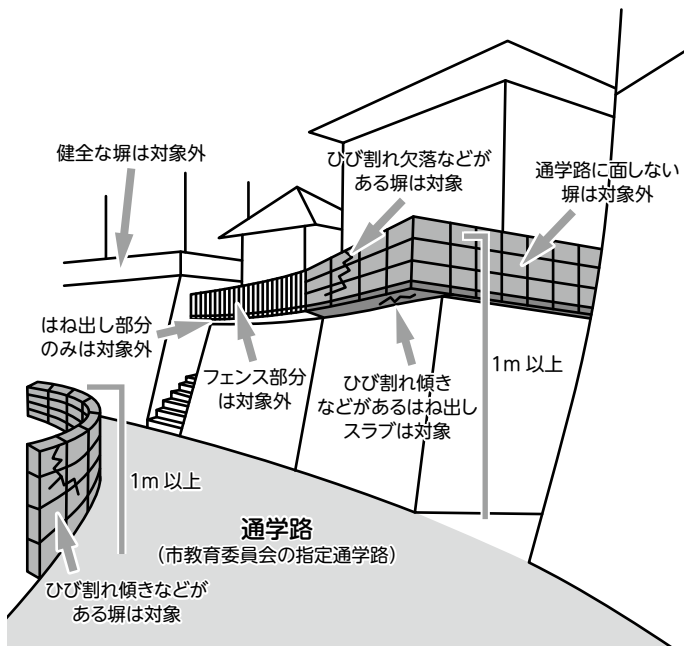 健全な塀は対象外
ひび割れ欠落などが
ある塀は対象
通学路に面しない
塀は対象外
はね出し部分
のみは対象外
フェンス部分
は対象外
ひび割れ傾き
などがあるはね出し
スラブは対象
1m 以上
1m 以上
通学路
（市教育委員会の指定通学路）
ひび割れ傾きなどが
ある塀は対象